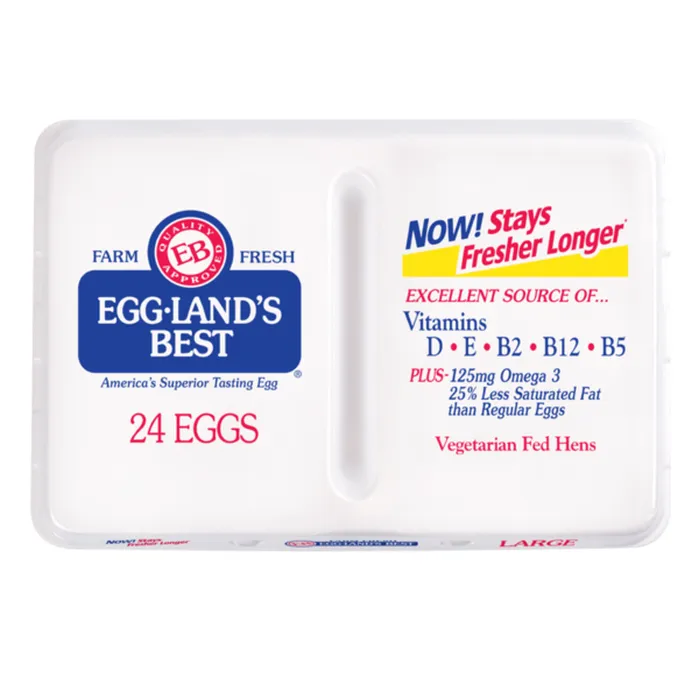 QUALITY
EB
APPROVED
FARM FRESH
EGG·LAND'S
BEST
®
America's Superior Tasting Egg
24 EGGS
NOW! Stays
Fresher Longer*
EXCELLENT SOURCE OF...
Vitamins
D • E • B2 • B12 • B5
PLUS-125mg Omega 3
25% Less Saturated Fat
than Regular Eggs
Vegetarian Fed Hens
NOW! Stays
Fresher Longer
EGG·LAND'S BEST
LARGE